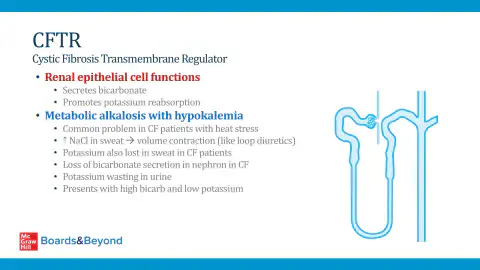 CFTR
Cystic Fibrosis Transmembrane Regulator
• Renal epithelial cell functions
• Secretes bicarbonate
• Promotes potassium reabsorption
• Metabolic alkalosis with hypokalemia
• Common problem in CF patients with heat stress
• ↑ NaCl in sweat → volume contraction (like loop diuretics)
• Potassium also lost in sweat in CF patients
• Loss of bicarbonate secretion in nephron in CF
• Potassium wasting in urine
• Presents with high bicarb and low potassium
Mc
Graw
Hill
Boards&Beyond